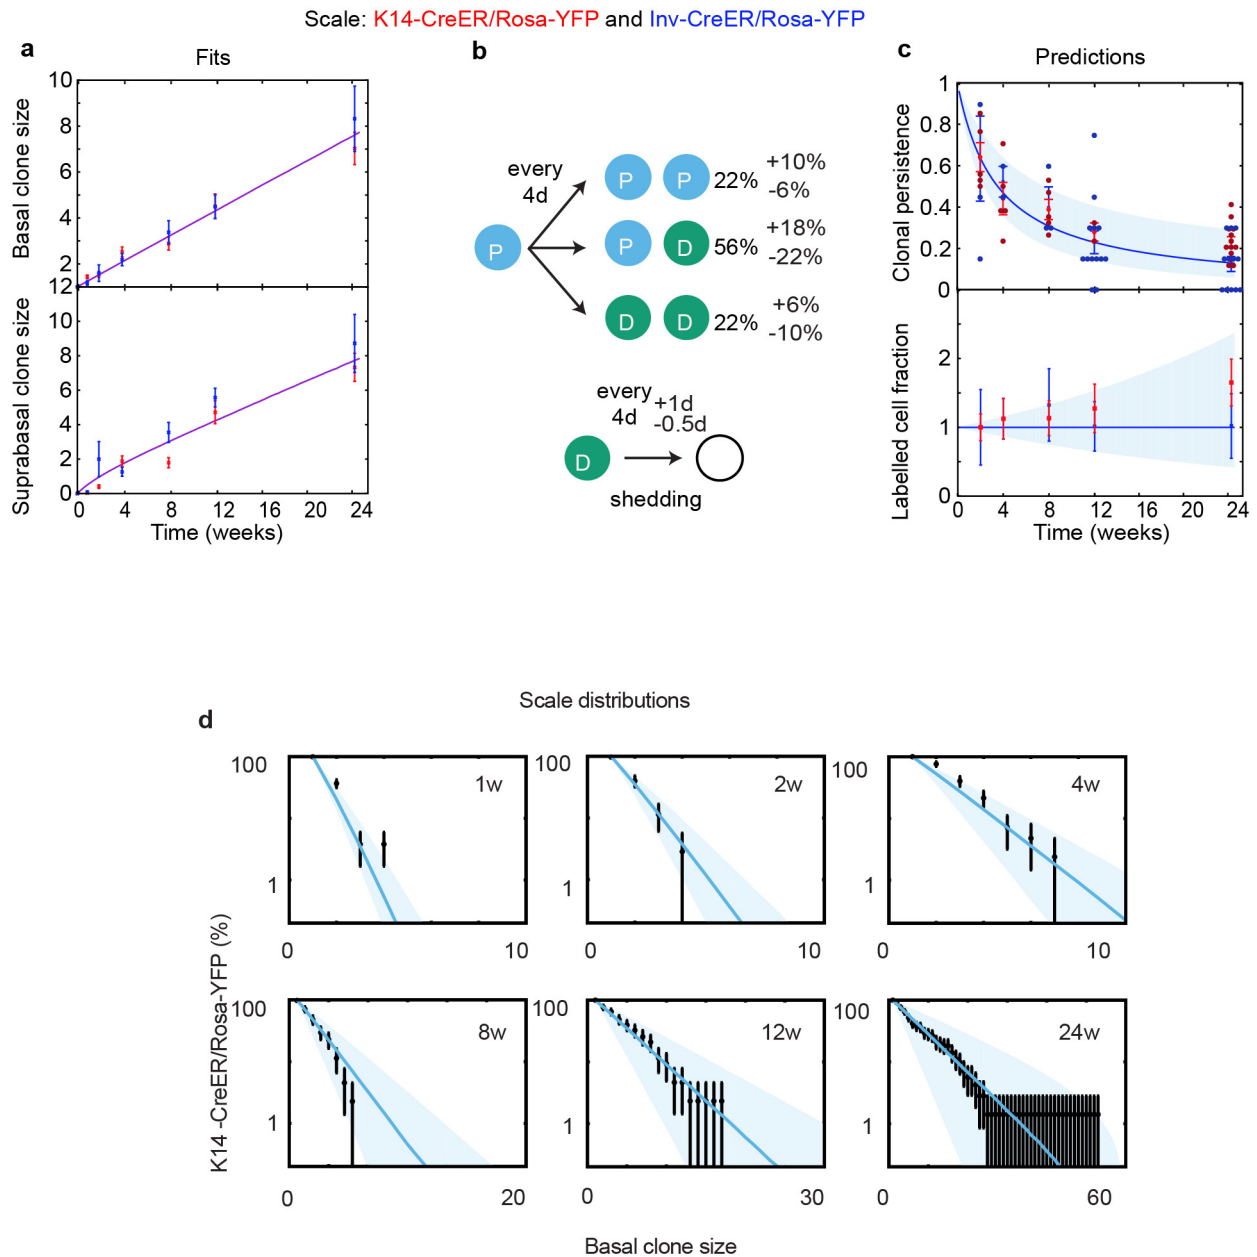 Scale: K14-CreER/Rosa-YFP and Inv-CreER/Rosa-YFP
a
Fits
Basal clone size
10
8
6
4
2
12
Suprabasal clone size
10
8
6
4
2
0
0 4 8 12 16 20 24
Time (weeks)
b
every
4d
P
P P 22% +10%
-6%
P D 56% +18%
-22%
D D 22% +6%
-10%
every
4d
+1d
-0.5d
D
shedding
c
Predictions
Clonal persistence
1
0.8
0.6
0.4
0.2
0
Labelled cell fraction
2
1
0
0 4 8 12 16 20 24
Time (weeks)
Scale distributions
d
K14 -CreER/Rosa-YFP (%)
100
1
1w
0 10
100
1
2w
0 10
100
1
4w
0 10
100
1
8w
0 20
100
1
12w
0 30
100
1
24w
0 60
Basal clone size